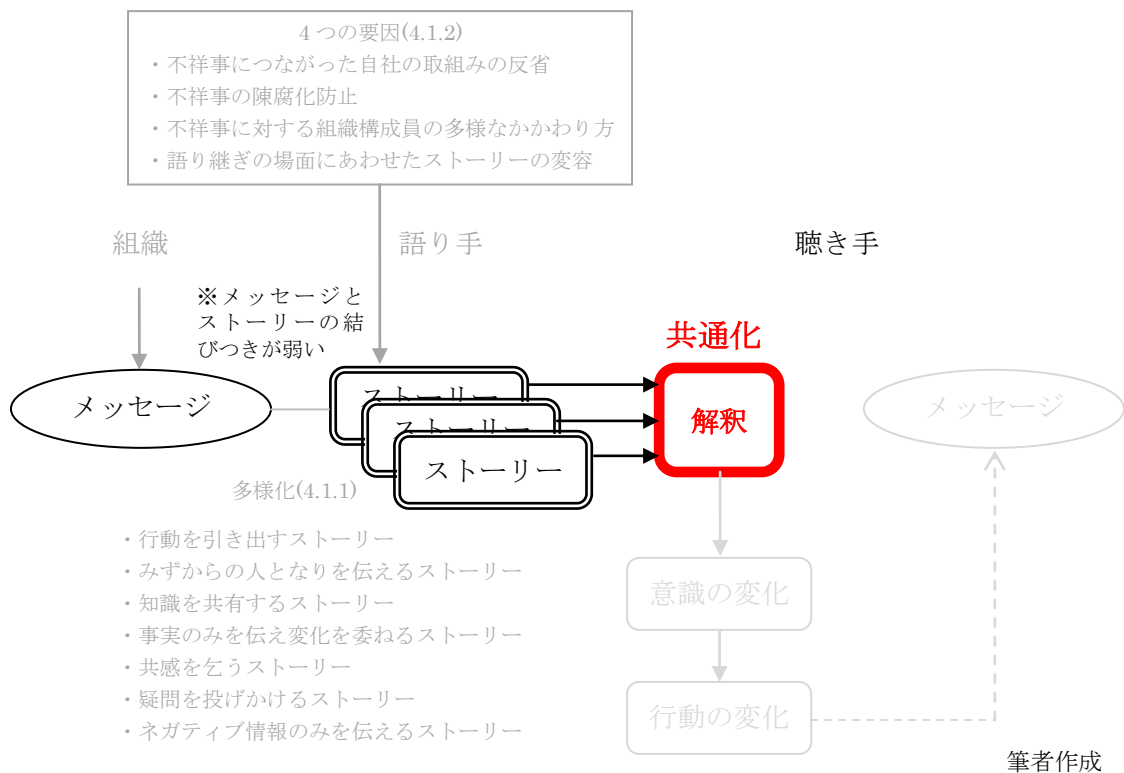 4つの要因(4.1.2)
・不祥事につながった自社の取組みの反省
・不祥事の陳腐化防止
・不祥事に対する組織構成員の多様なかかわり方
・語り継ぎの場面にあわせたストーリーの変容
組織
語り手
聴き手
※メッセージと
ストーリーの結
びつきが弱い
共通化
メッセージ
ストーリー
ストーリー
ストーリー
解釈
メッセージ
多様化(4.1.1)
・行動を引き出すストーリー
・みずからの人となりを伝えるストーリー
・知識を共有するストーリー
・事実のみを伝え変化を委ねるストーリー
・共感を乞うストーリー
・疑問を投げかけるストーリー
・ネガティブ情報のみを伝えるストーリー
意識の変化
行動の変化
筆者作成